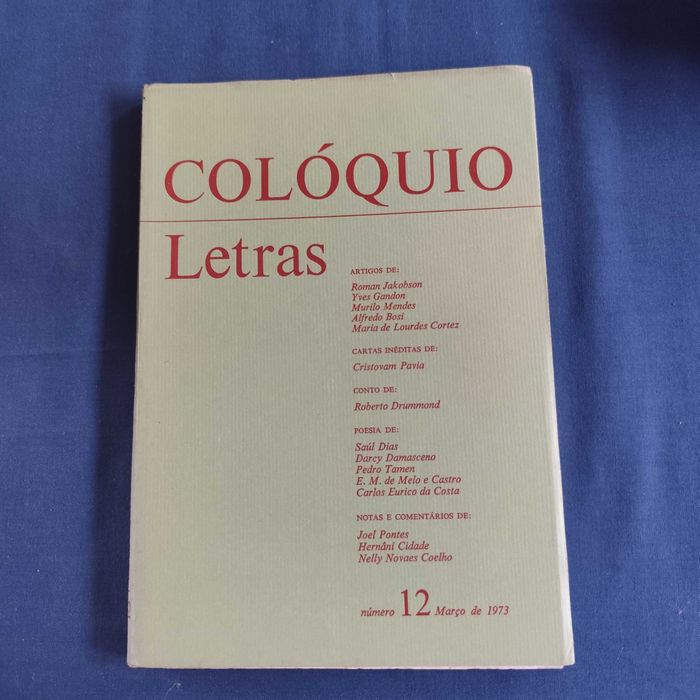 COLÓQUIO
Letras
ARTIGOS DE:
Roman Jakobson
Yves Gandon
Murilo Mendes
Alfredo Bosi
Maria de Lourdes Cortez
CARTAS INÉDITAS DE:
Cristovam Pavia
CONTO DE:
Roberto Drummond
POESIA DE:
Saúl Dias
Darcy Damasceno
Pedro Tamen
E. M. de Melo e Castro
Carlos Eurico da Costa
NOTAS E COMENTÁRIOS DE:
Joel Pontes
Hernâni Cidade
Nelly Novaes Coelho
número 12 Março de 1973